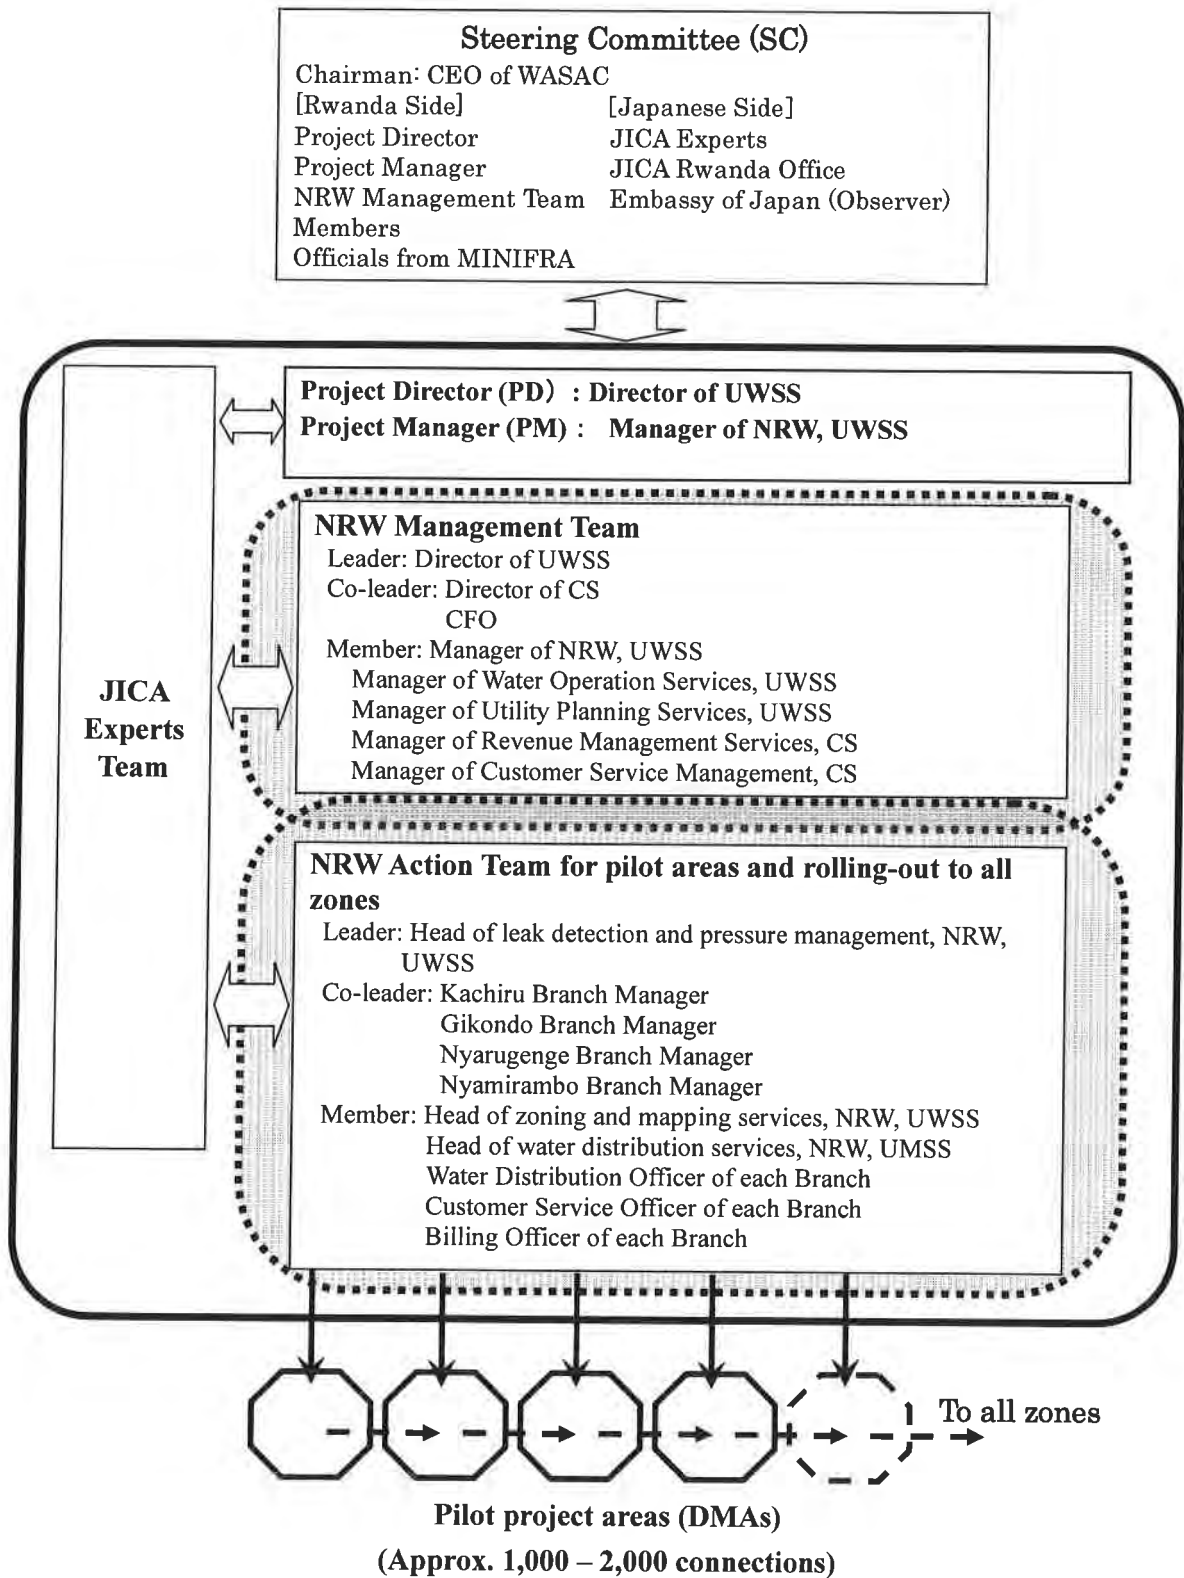 Steering Committee (SC)
Chairman: CEO of WASAC
[Rwanda Side] [Japanese Side]
Project Director JICA Experts
Project Manager JICA Rwanda Office
NRW Management Team Embassy of Japan (Observer)
Members
Officials from MINIFRA
Project Director (PD) : Director of UWSS
Project Manager (PM) : Manager of NRW, UWSS
NRW Management Team
Leader: Director of UWSS
Co-leader: Director of CS
CFO
Member: Manager of NRW, UWSS
Manager of Water Operation Services, UWSS
Manager of Utility Planning Services, UWSS
Manager of Revenue Management Services, CS
Manager of Customer Service Management, CS
JICA
Experts
Team
NRW Action Team for pilot areas and rolling-out to all
zones
Leader: Head of leak detection and pressure management, NRW,
UWSS
Co-leader: Kachiru Branch Manager
Gikondo Branch Manager
Nyarugenge Branch Manager
Nyamirambo Branch Manager
Member: Head of zoning and mapping services, NRW, UWSS
Head of water distribution services, NRW, UMSS
Water Distribution Officer of each Branch
Customer Service Officer of each Branch
Billing Officer of each Branch
To all zones
Pilot project areas (DMAs)
(Approx. 1,000 – 2,000 connections)